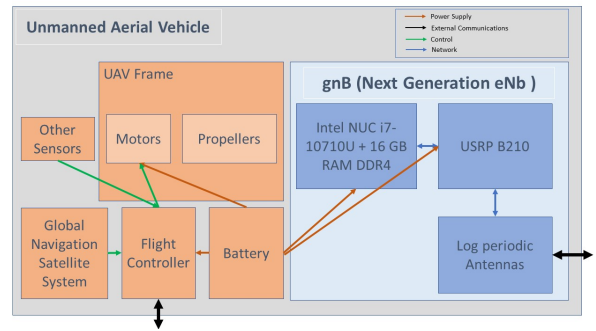 Unmanned Aerial Vehicle
Power Supply
External Communications
Control
Network
UAV Frame
gnB (Next Generation eNb )
Other
Sensors
Motors
Propellers
Intel NUC i7-
10710U + 16 GB
RAM DDR4
USRP B210
Global
Navigation
Satellite
System
Flight
Controller
Battery
Log periodic
Antennas